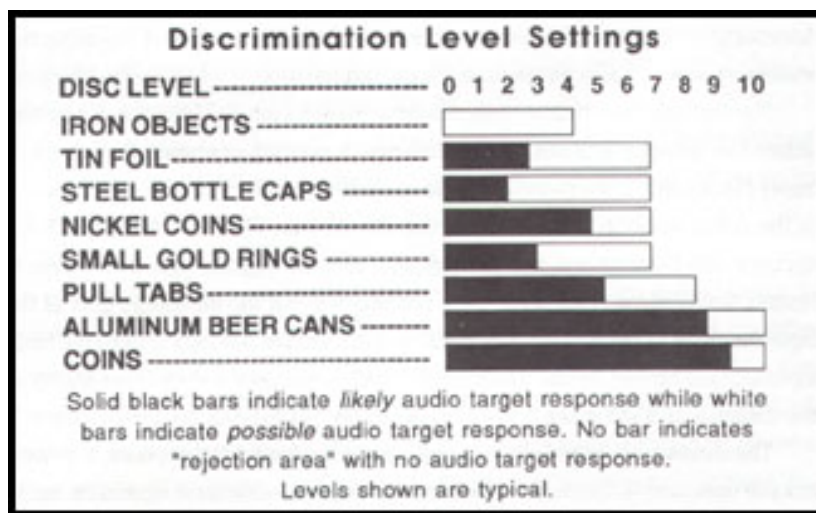 Discrimination Level Settings
DISC LEVEL--------------------- 0 1 2 3 4 5 6 7 8 9 10
IRON OBJECTS ----------------
TIN FOIL------------------------
STEEL BOTTLE CAPS --------
NICKEL COINS ----------------
SMALL GOLD RINGS --------
PULL TABS ---------------------
ALUMINUM BEER CANS -------
COINS ---------------------------
Solid black bars indicate likely audio target response while white
bars indicate possible audio target response. No bar indicates
"rejection area" with no audio target response.
Levels shown are typical.